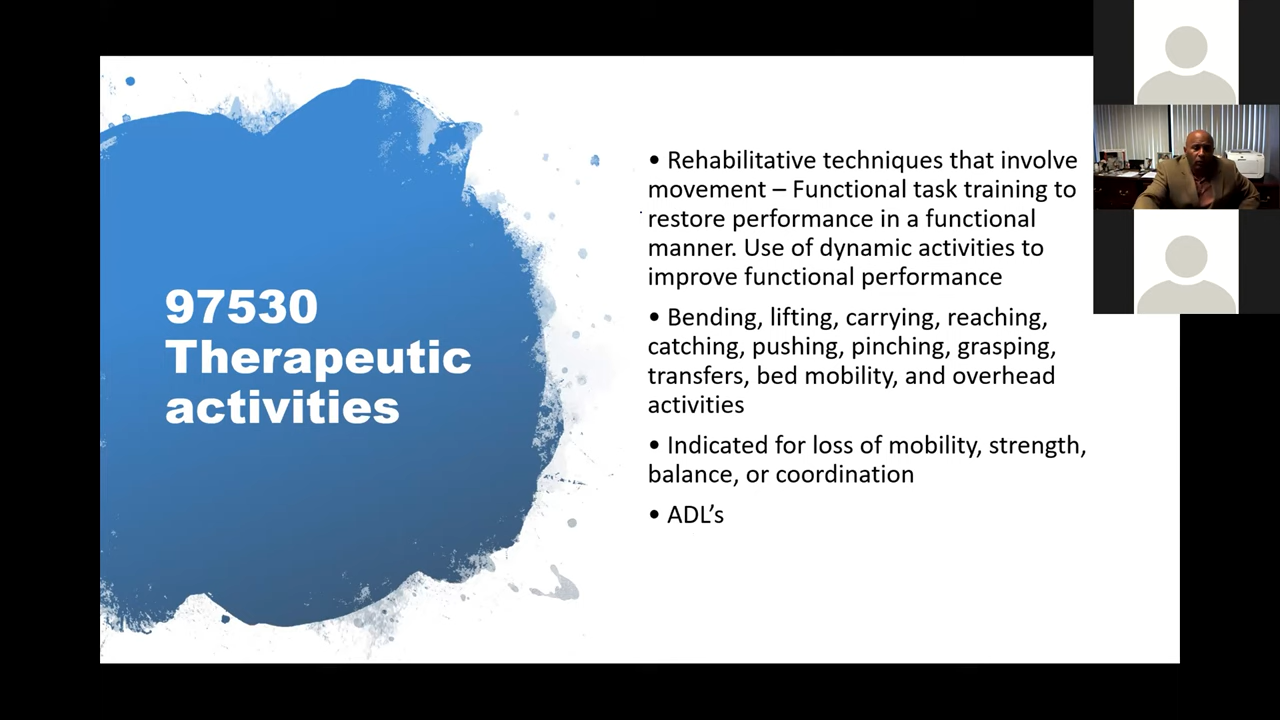 97530
Therapeutic
activities
• Rehabilitative techniques that involve
movement – Functional task training to
restore performance in a functional
manner. Use of dynamic activities to
improve functional performance
• Bending, lifting, carrying, reaching,
catching, pushing, pinching, grasping,
transfers, bed mobility, and overhead
activities
• Indicated for loss of mobility, strength,
balance, or coordination
• ADL’s